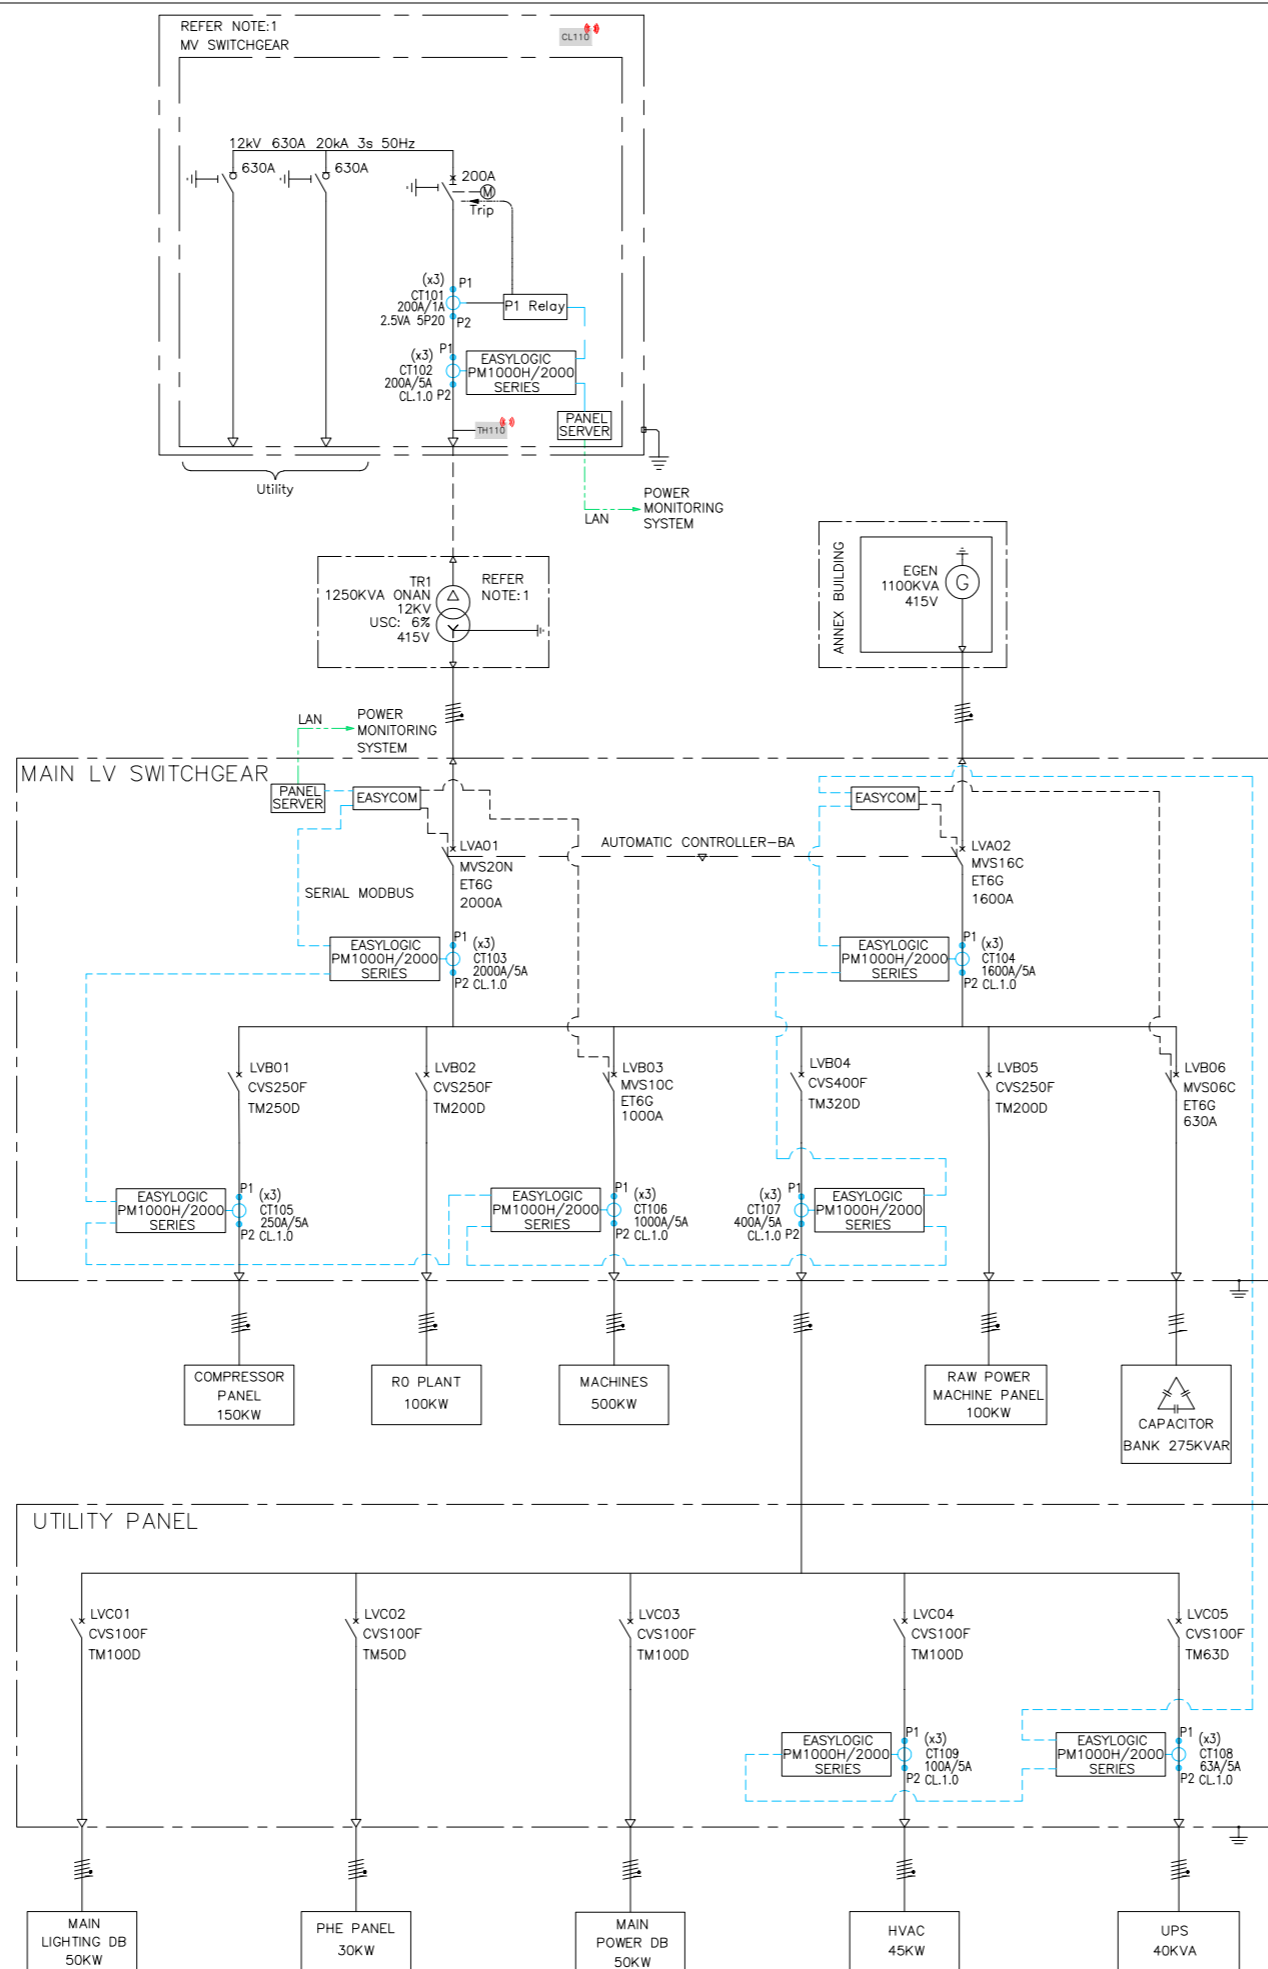 REFER NOTE:1
MV SWITCHGEAR
CL110
12kV 630A 20kA 3s 50Hz
630A
630A
200A
M
Trip
(x3)
P1
CT101
200A/1A
2.5VA 5P20
P2
P1 Relay
P1
(x3)
CT102
200A/5A
CL.1.0
P2
EASYLOGIC
PM1000H/2000
SERIES
PANEL
SERVER
TH110
Utility
LAN
POWER
MONITORING
SYSTEM
TR1
1250KVA ONAN
12KV
USC: 6%
415V
REFER
NOTE:1
ANNEX BUILDING
EGEN
1100KVA
415V
G
LAN
POWER
MONITORING
SYSTEM
MAIN LV SWITCHGEAR
PANEL
SERVER
EASYCOM
EASYCOM
LVA01
MVS20N
ET6G
2000A
AUTOMATIC CONTROLLER-BA
LVA02
MVS16C
ET6G
1600A
SERIAL MODBUS
EASYLOGIC
PM1000H/2000
SERIES
P1
(x3)
CT103
2000A/5A
P2
CL.1.0
EASYLOGIC
PM1000H/2000
SERIES
P1
(x3)
CT104
1600A/5A
P2
CL.1.0
LVB01
CVS250F
TM250D
LVB02
CVS250F
TM200D
LVB03
MVS10C
ET6G
1000A
LVB04
CVS400F
TM320D
LVB05
CVS250F
TM200D
LVB06
MVS06C
ET6G
630A
EASYLOGIC
PM1000H/2000
SERIES
P1
(x3)
CT105
250A/5A
P2
CL.1.0
EASYLOGIC
PM1000H/2000
SERIES
P1
(x3)
CT106
1000A/5A
P2
CL.1.0
(x3)
P1
CT107
400A/5A
CL.1.0
P2
EASYLOGIC
PM1000H/2000
SERIES
COMPRESSOR
PANEL
150KW
RO PLANT
100KW
MACHINES
500KW
RAW POWER
MACHINE PANEL
100KW
CAPACITOR
BANK 275KVAR
UTILITY PANEL
LVC01
CVS100F
TM100D
LVC02
CVS100F
TM50D
LVC03
CVS100F
TM100D
LVC04
CVS100F
TM100D
LVC05
CVS100F
TM63D
EASYLOGIC
PM1000H/2000
SERIES
P1
(x3)
CT109
100A/5A
P2
CL.1.0
EASYLOGIC
PM1000H/2000
SERIES
P1
(x3)
CT108
63A/5A
P2
CL.1.0
MAIN
LIGHTING DB
50KW
PHE PANEL
30KW
MAIN
POWER DB
50KW
HVAC
45KW
UPS
40KVA